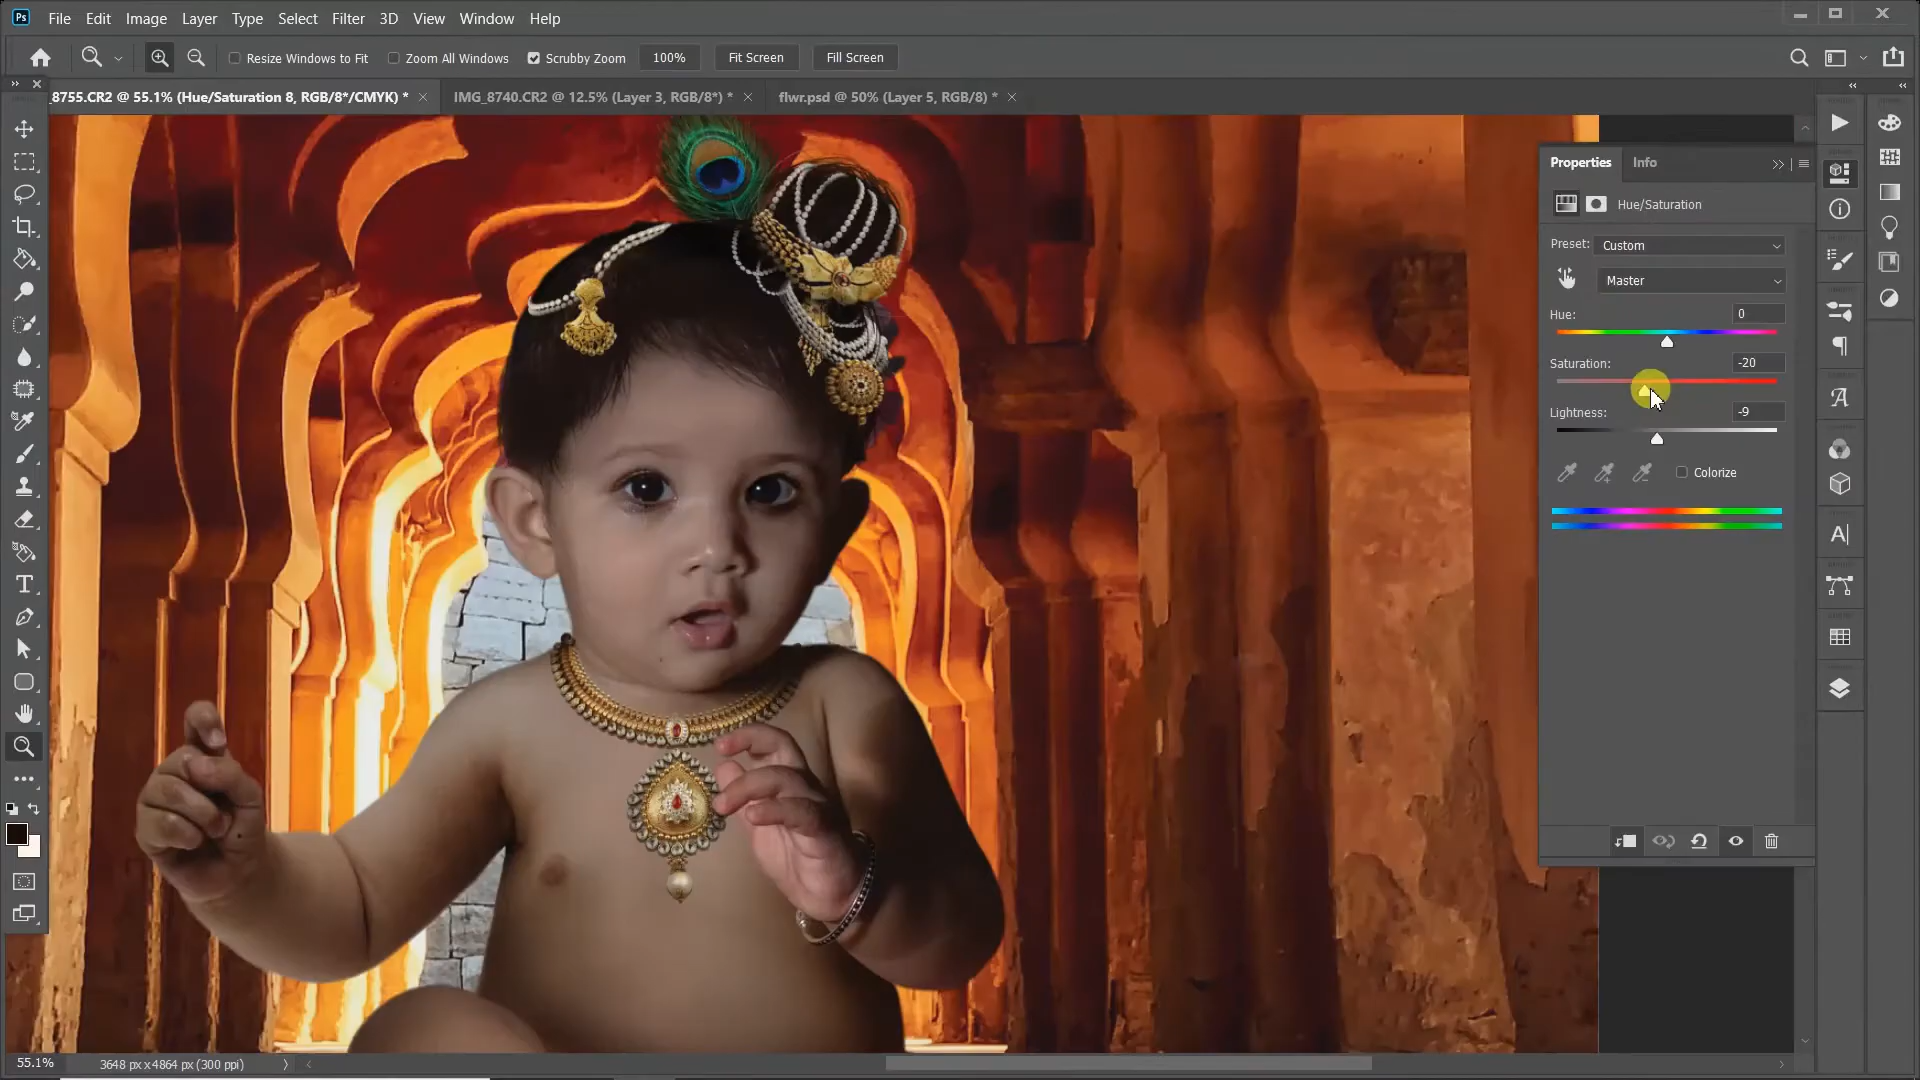 Ps File Edit Image Layer Type Select Filter 3D View Window Help
Resize Windows to Fit Zoom All Windows Scrubby Zoom 100% Fit Screen Fill Screen
_8755.CR2 @ 55.1% (Hue/Saturation 8, RGB/8*/CMYK) * IMG_8740.CR2 @ 12.5% (Layer 3, RGB/8*) * flwr.psd @ 50% (Layer 5, RGB/8) *
Properties Info
Hue/Saturation
Preset: Custom
Master
Hue: 0
Saturation: -20
Lightness: -9
Colorize
55.1% 3648 px x 4864 px (300 ppi)